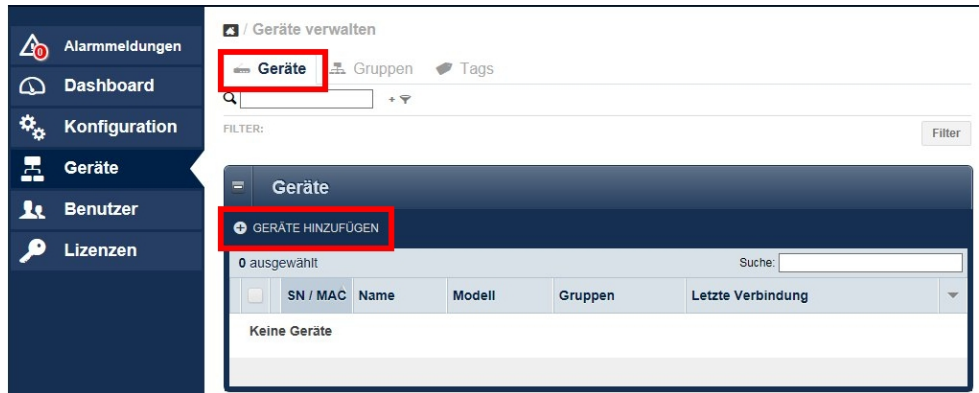 0 Alarmmeldungen
Dashboard
Konfiguration
Geräte
Benutzer
Lizenzen
/ Geräte verwalten
Geräte Gruppen Tags
+
FILTER: Filter
Geräte
GERÄTE HINZUFÜGEN
0 ausgewählt Suche:
SN / MAC Name Modell Gruppen Letzte Verbindung
Keine Geräte